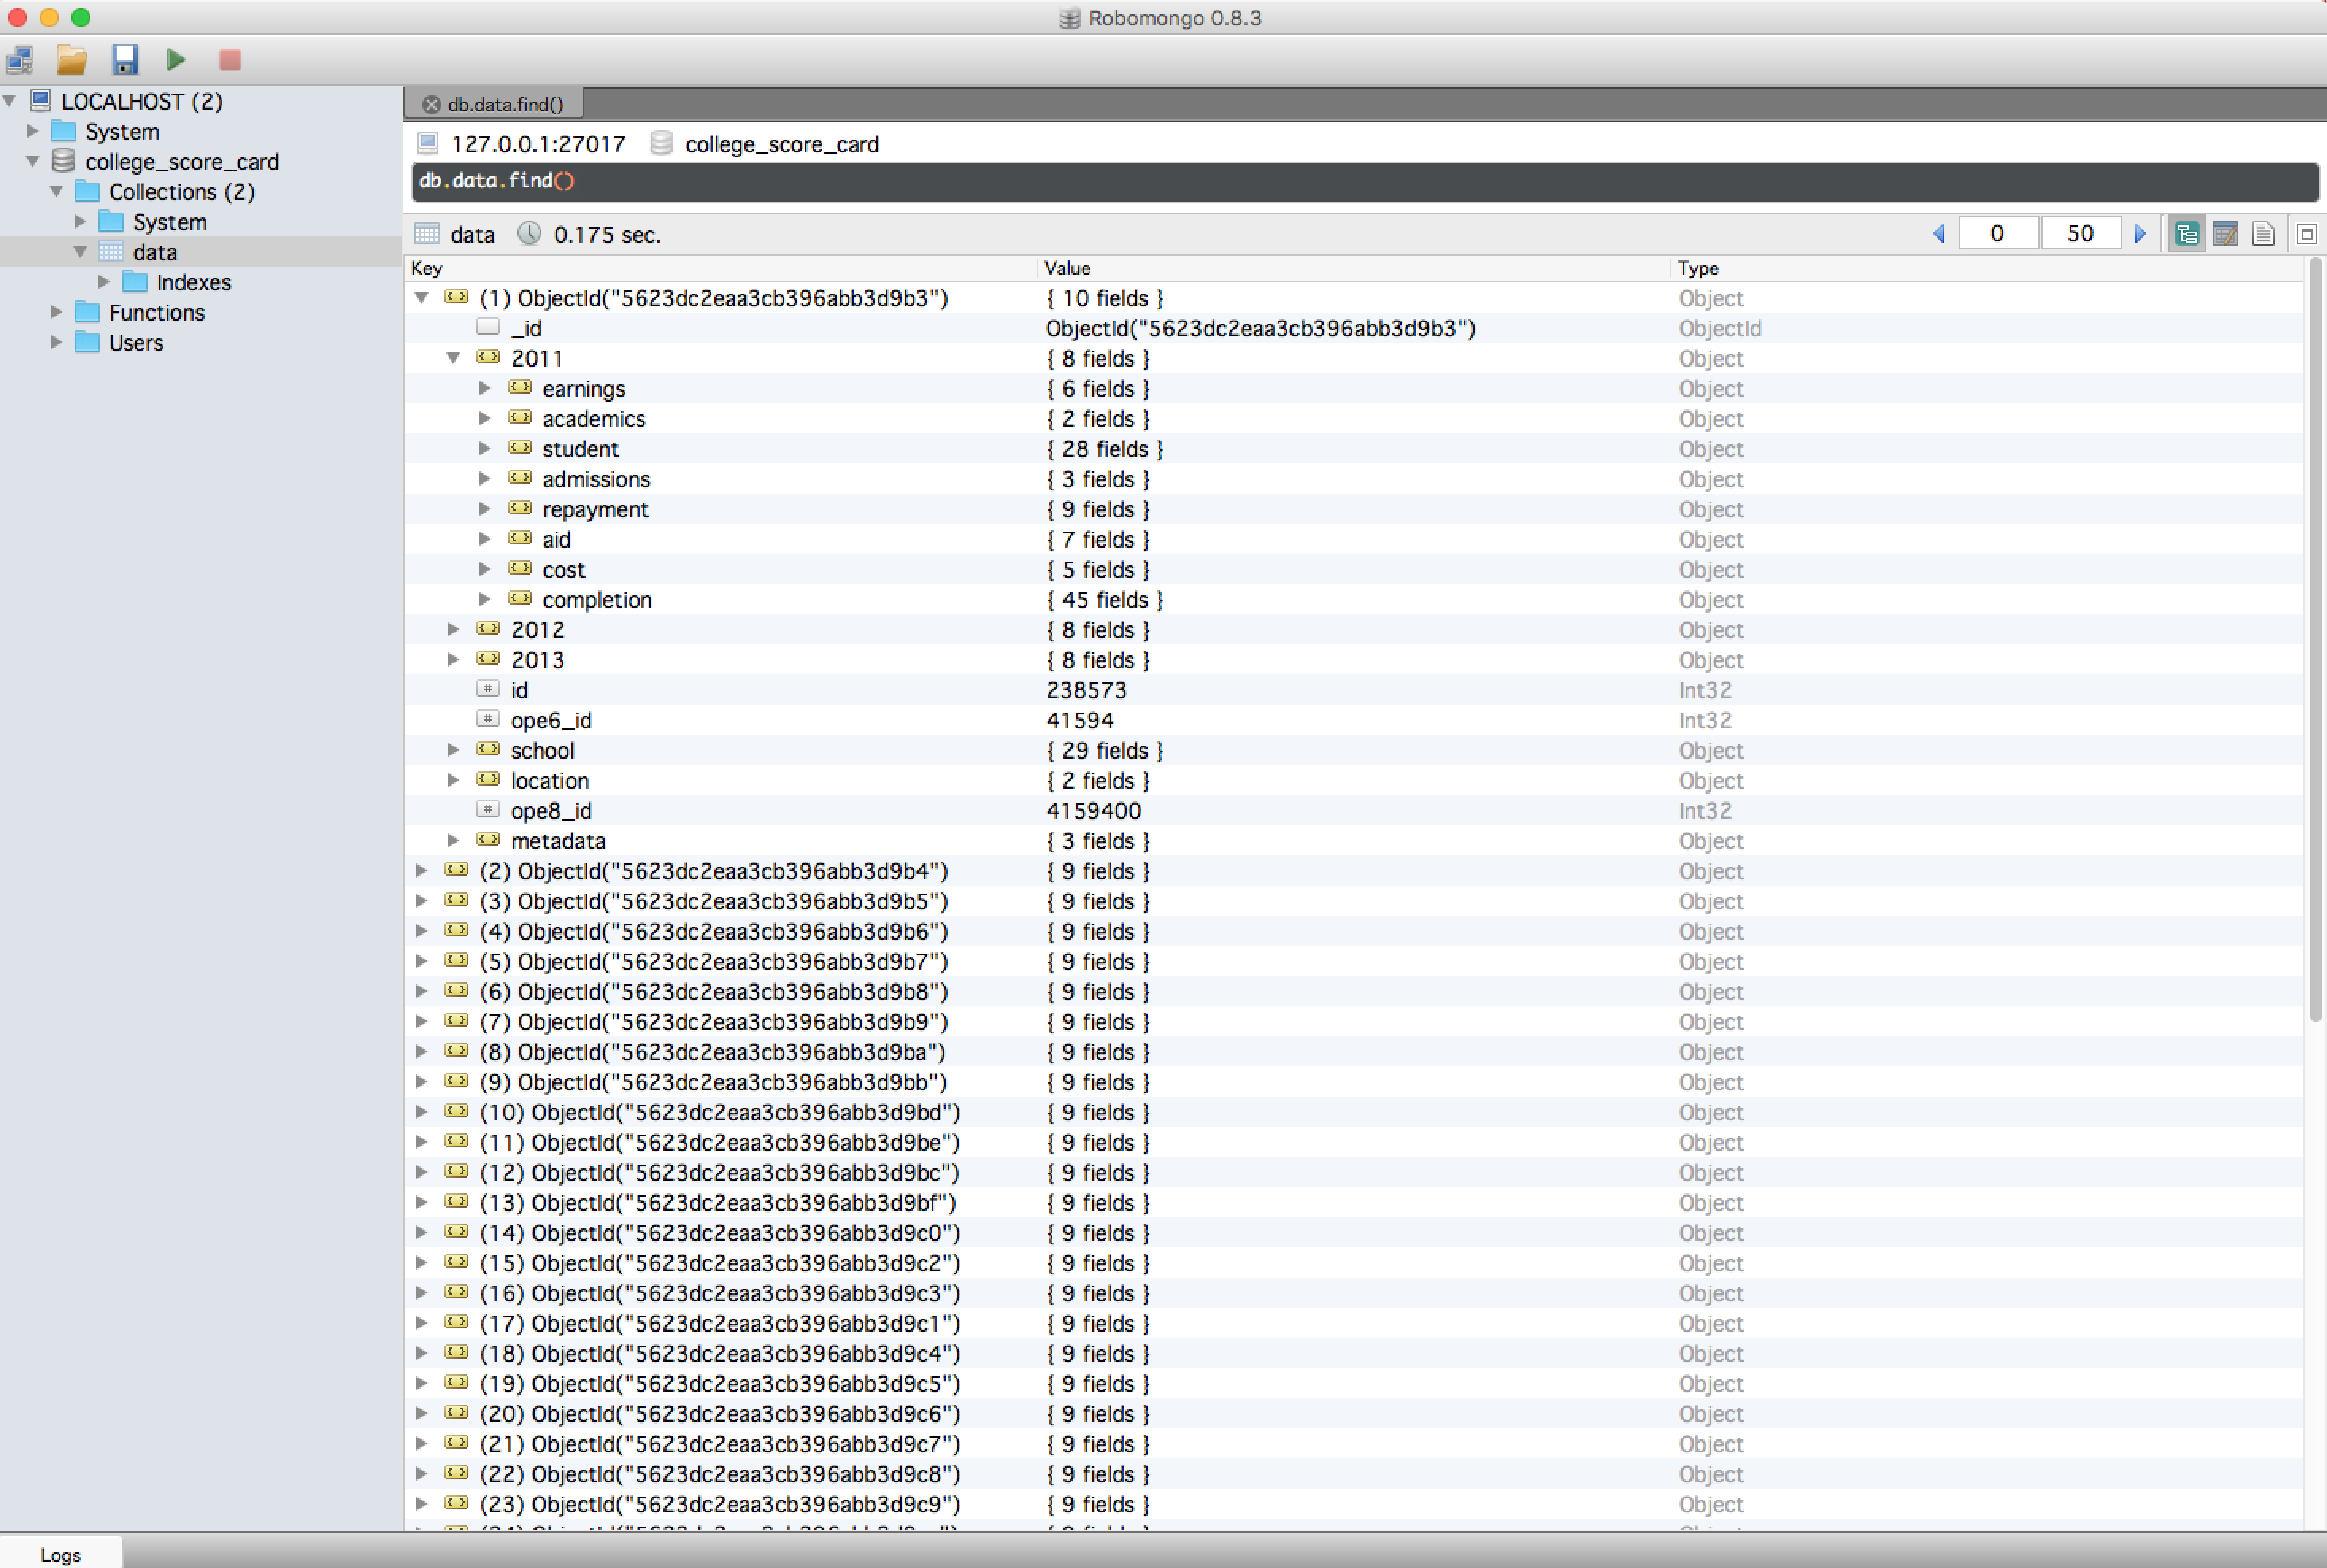 Robomongo 0.8.3
LOCALHOST (2)
System
college_score_card
Collections (2)
System
data
Indexes
Functions
Users
db.data.find()
127.0.0.1:27017 college_score_card
db.data.find()
data 0.175 sec. 0 50
Key Value Type
(1) ObjectId("5623dc2eaa3cb396abb3d9b3") { 10 fields } Object
_id ObjectId("5623dc2eaa3cb396abb3d9b3") ObjectId
2011 { 8 fields } Object
earnings { 6 fields } Object
academics { 2 fields } Object
student { 28 fields } Object
admissions { 3 fields } Object
repayment { 9 fields } Object
aid { 7 fields } Object
cost { 5 fields } Object
completion { 45 fields } Object
2012 { 8 fields } Object
2013 { 8 fields } Object
id 238573 Int32
ope6_id 41594 Int32
school { 29 fields } Object
location { 2 fields } Object
ope8_id 4159400 Int32
metadata { 3 fields } Object
(2) ObjectId("5623dc2eaa3cb396abb3d9b4") { 9 fields } Object
(3) ObjectId("5623dc2eaa3cb396abb3d9b5") { 9 fields } Object
(4) ObjectId("5623dc2eaa3cb396abb3d9b6") { 9 fields } Object
(5) ObjectId("5623dc2eaa3cb396abb3d9b7") { 9 fields } Object
(6) ObjectId("5623dc2eaa3cb396abb3d9b8") { 9 fields } Object
(7) ObjectId("5623dc2eaa3cb396abb3d9b9") { 9 fields } Object
(8) ObjectId("5623dc2eaa3cb396abb3d9ba") { 9 fields } Object
(9) ObjectId("5623dc2eaa3cb396abb3d9bb") { 9 fields } Object
(10) ObjectId("5623dc2eaa3cb396abb3d9bd") { 9 fields } Object
(11) ObjectId("5623dc2eaa3cb396abb3d9be") { 9 fields } Object
(12) ObjectId("5623dc2eaa3cb396abb3d9bc") { 9 fields } Object
(13) ObjectId("5623dc2eaa3cb396abb3d9bf") { 9 fields } Object
(14) ObjectId("5623dc2eaa3cb396abb3d9c0") { 9 fields } Object
(15) ObjectId("5623dc2eaa3cb396abb3d9c2") { 9 fields } Object
(16) ObjectId("5623dc2eaa3cb396abb3d9c3") { 9 fields } Object
(17) ObjectId("5623dc2eaa3cb396abb3d9c1") { 9 fields } Object
(18) ObjectId("5623dc2eaa3cb396abb3d9c4") { 9 fields } Object
(19) ObjectId("5623dc2eaa3cb396abb3d9c5") { 9 fields } Object
(20) ObjectId("5623dc2eaa3cb396abb3d9c6") { 9 fields } Object
(21) ObjectId("5623dc2eaa3cb396abb3d9c7") { 9 fields } Object
(22) ObjectId("5623dc2eaa3cb396abb3d9c8") { 9 fields } Object
(23) ObjectId("5623dc2eaa3cb396abb3d9c9") { 9 fields } Object
Logs